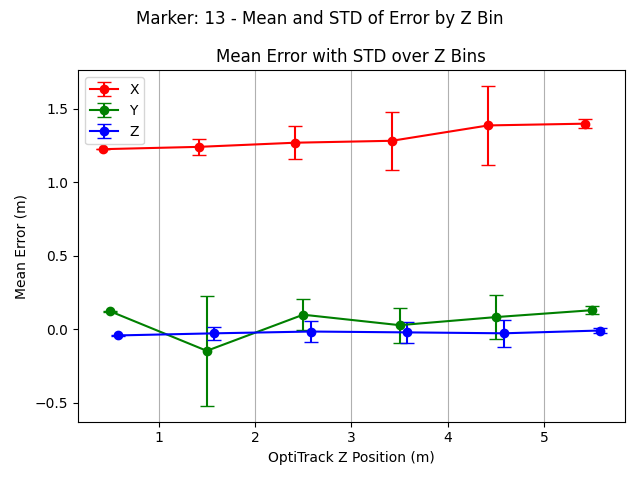 Marker: 13 - Mean and STD of Error by Z Bin
Mean Error with STD over Z Bins
X
Y
Z
1.5
1.0
0.5
0.0
−0.5
Mean Error (m)
1 2 3 4 5
OptiTrack Z Position (m)